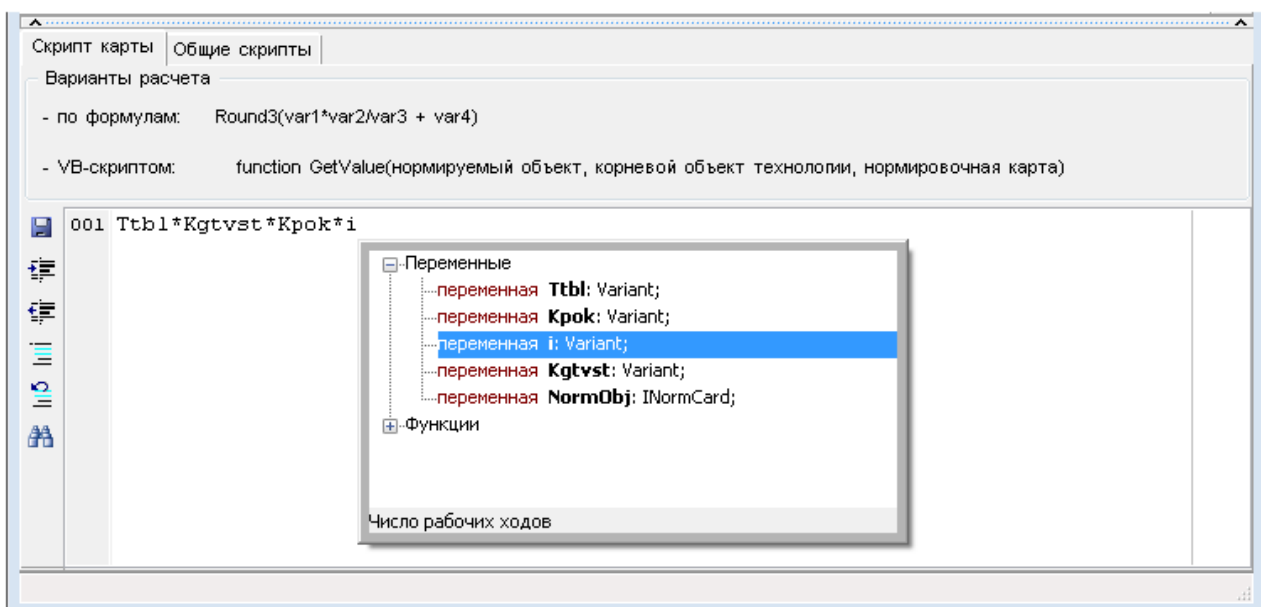 Скрипт карты Общие скрипты
Варианты расчета
- по формулам: Round3(var1*var2/var3 + var4)
- VB-скриптом: function GetValue(нормируемый объект, корневой объект технологии, нормировочная карта)
001 Ttbl*Kgtvst*Kpok*i
Переменные
переменная Ttbl: Variant;
переменная Kpok: Variant;
переменная i: Variant;
переменная Kgtvst: Variant;
переменная NormObj: INormCard;
Функции
Число рабочих ходов